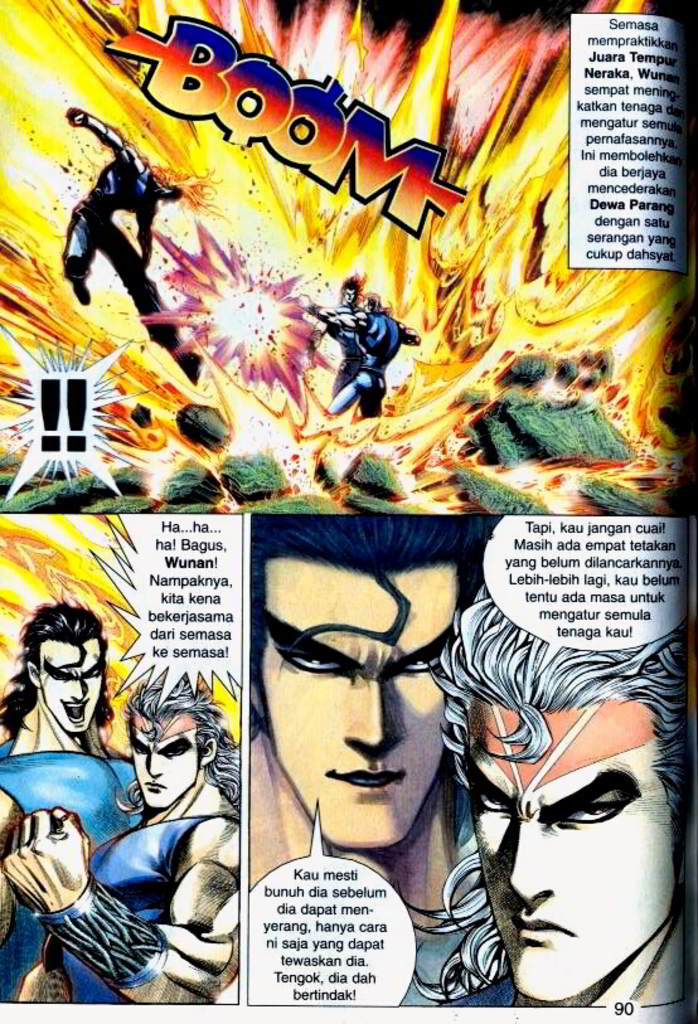 BOOM
Semasa
mempraktikkan
Juara Tempur
Neraka, Wunan
sempat mening-
katkan tenaga dan
mengatur semula
pernafasannya.
Ini membolehkan
dia berjaya
mencederakan
Dewa Parang
dengan satu
serangan yang
cukup dahsyat.
!!
Ha...ha...
ha! Bagus,
Wunan!
Nampaknya,
kita kena
bekerjasama
dari semasa
ke semasa!
Tapi, kau jangan cuai!
Masih ada empat tetakan
yang belum dilancarkannya.
Lebih-lebih lagi, kau belum
tentu ada masa untuk
mengatur semula
tenaga kau!
Kau mesti
bunuh dia sebelum
dia dapat men-
yerang, hanya cara
ni saja yang dapat
tewaskan dia.
Tengok, dia dah
bertindak!
90